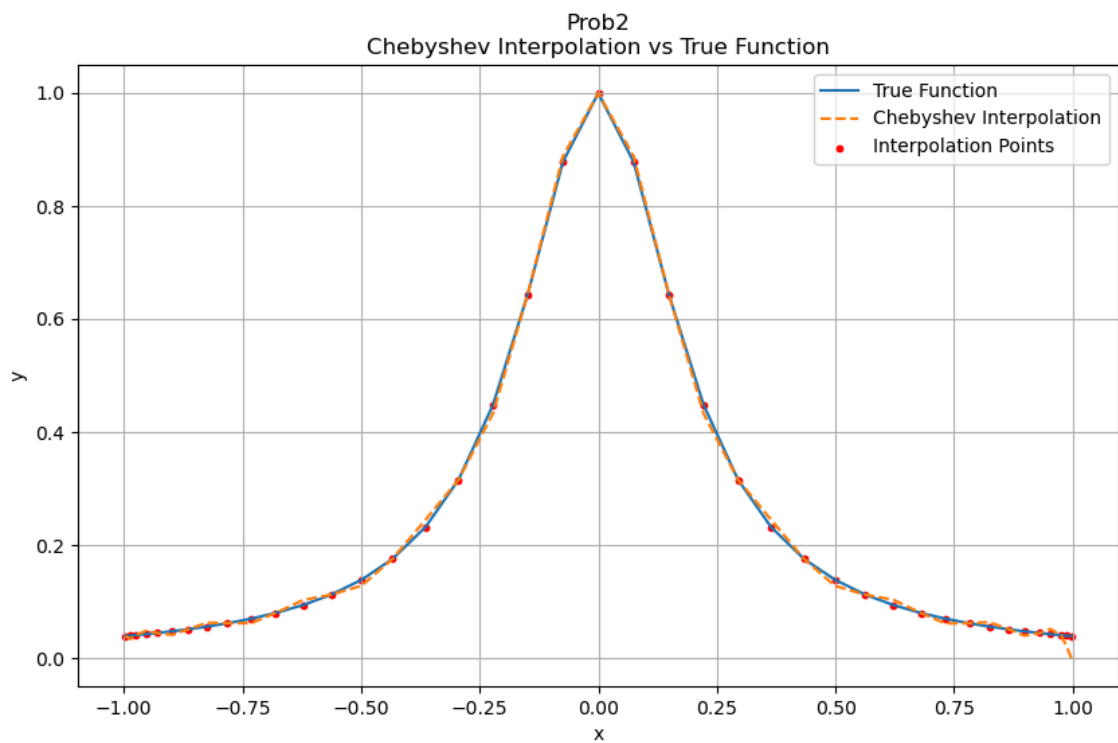 Prob2
Chebyshev Interpolation vs True Function
True Function
Chebyshev Interpolation
Interpolation Points
1.0
0.8
0.6
0.4
0.2
0.0
y
−1.00 −0.75 −0.50 −0.25 0.00 0.25 0.50 0.75 1.00
x